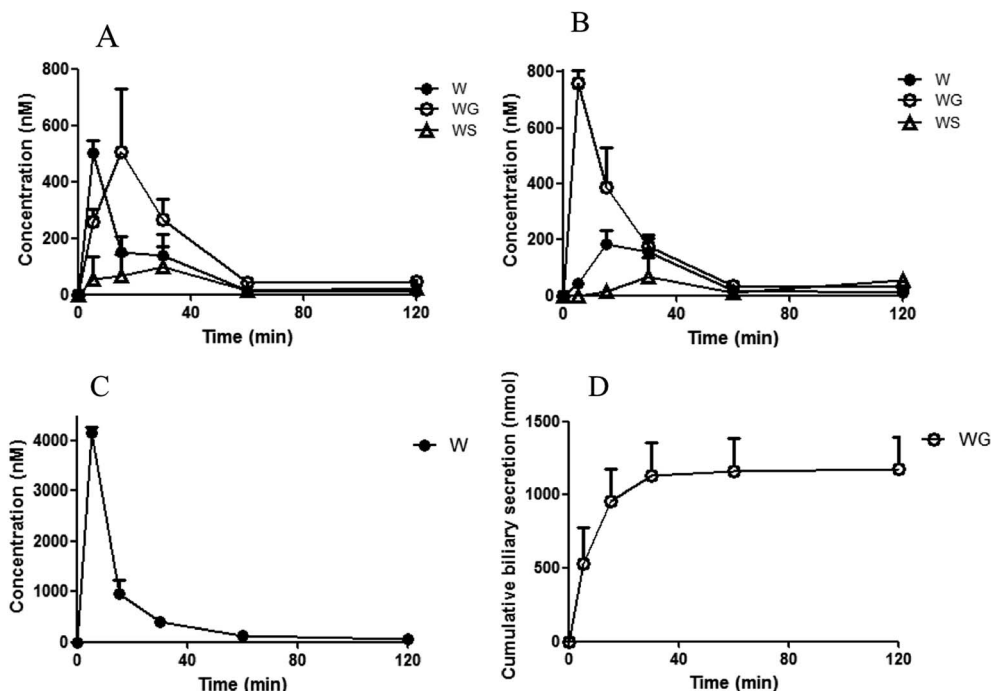 A
Concentration (nM)
800
600
400
200
0
0 40 80 120
Time (min)
W
WG
WS
B
Concentration (nM)
800
600
400
200
0
0 40 80 120
Time (min)
W
WG
WS
C
Concentration (nM)
4000
3000
2000
1000
0
0 40 80 120
Time (min)
W
D
Cumulative biliary secretion (nmol)
1500
1000
500
0
0 40 80 120
Time (min)
WG